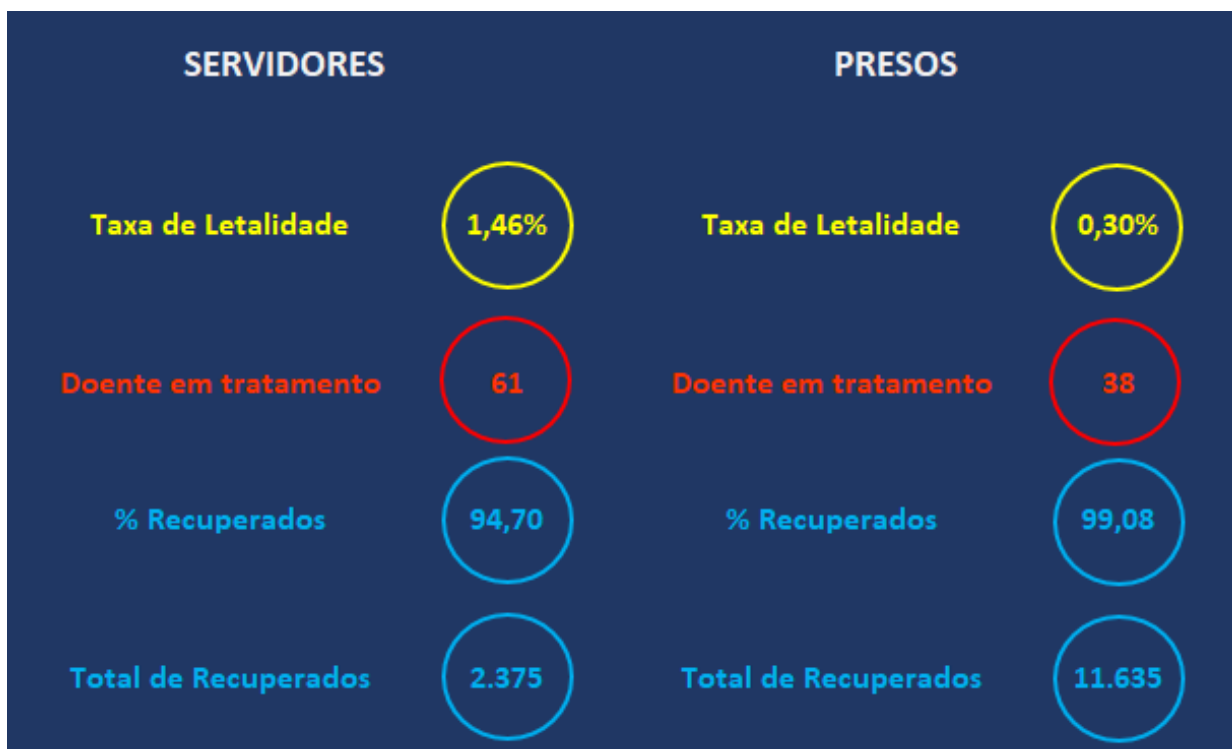 SERVIDORES
PRESOS
Taxa de Letalidade 1,46% Taxa de Letalidade 0,30%
Doente em tratamento 61 Doente em tratamento 38
% Recuperados 94,70 % Recuperados 99,08
Total de Recuperados 2.375 Total de Recuperados 11.635